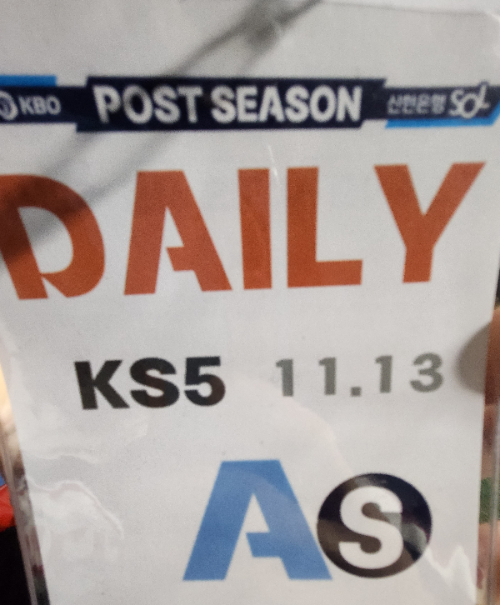 KBO POST SEASON 신한은행 SOL
DAILY
KS5 11.13
AS